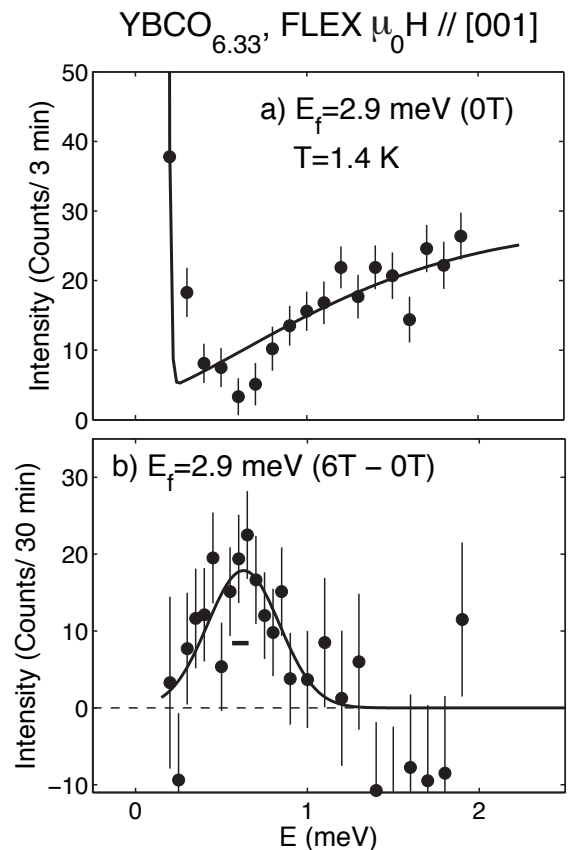 YBCO6.33, FLEX μ0H // [001]
a) Ef=2.9 meV (0T)
T=1.4 K
Intensity (Counts/ 3 min)
50
40
30
20
10
0
b) Ef=2.9 meV (6T − 0T)
Intensity (Counts/ 30 min)
30
20
10
0
−10
0 1 2
E (meV)